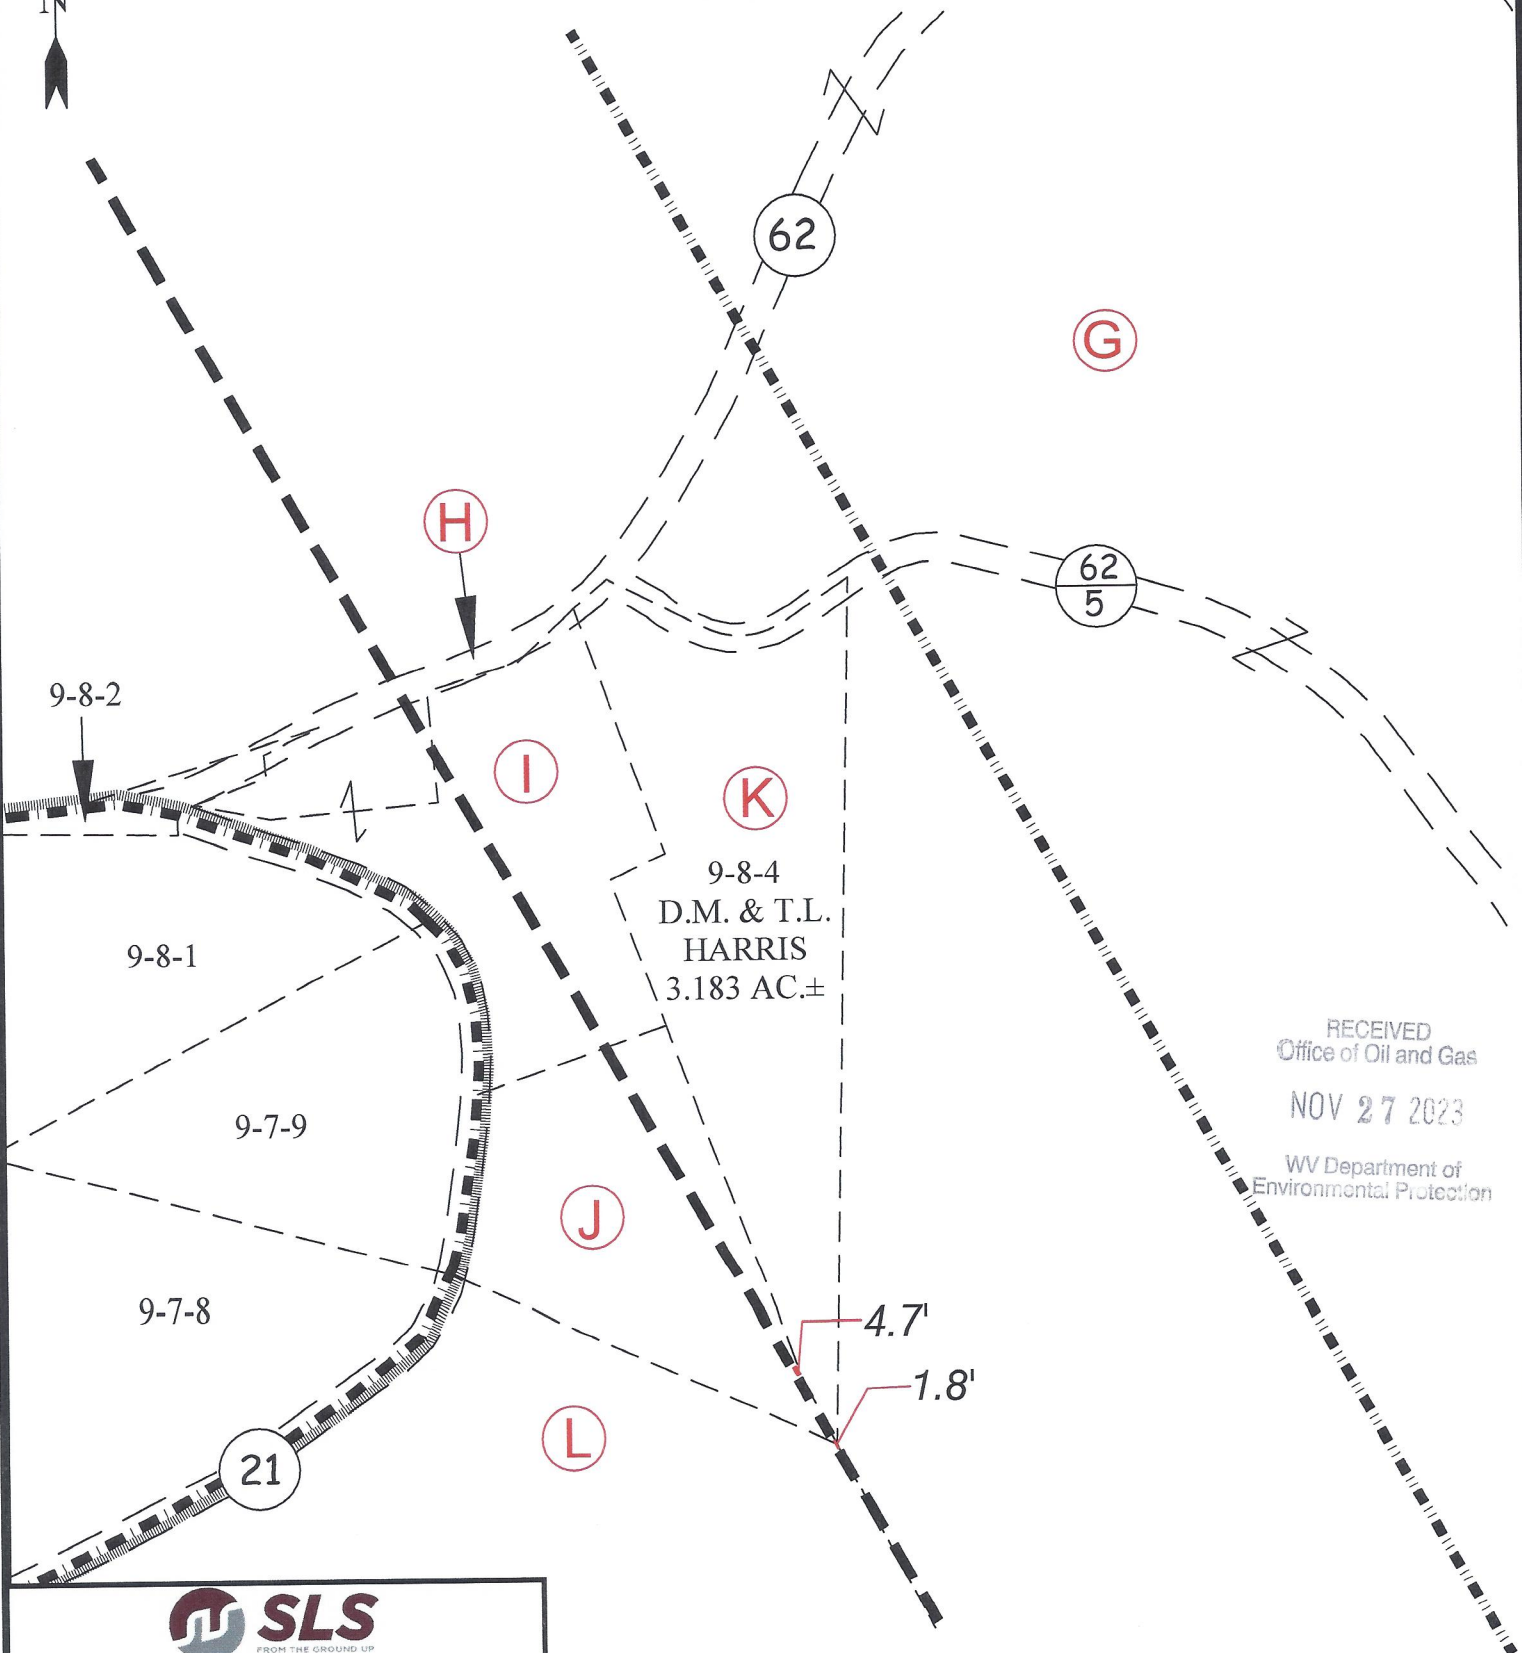 N
62
G
H
62
5
9-8-2
I
K
9-8-4
D.M. & T.L.
HARRIS
3.183 AC.±
9-8-1
RECEIVED
Office of Oil and Gas
NOV 27 2023
WV Department of
Environmental Protection
9-7-9
J
9-7-8
4.7'
1.8'
L
21
SLS
FROM THE GROUND UP